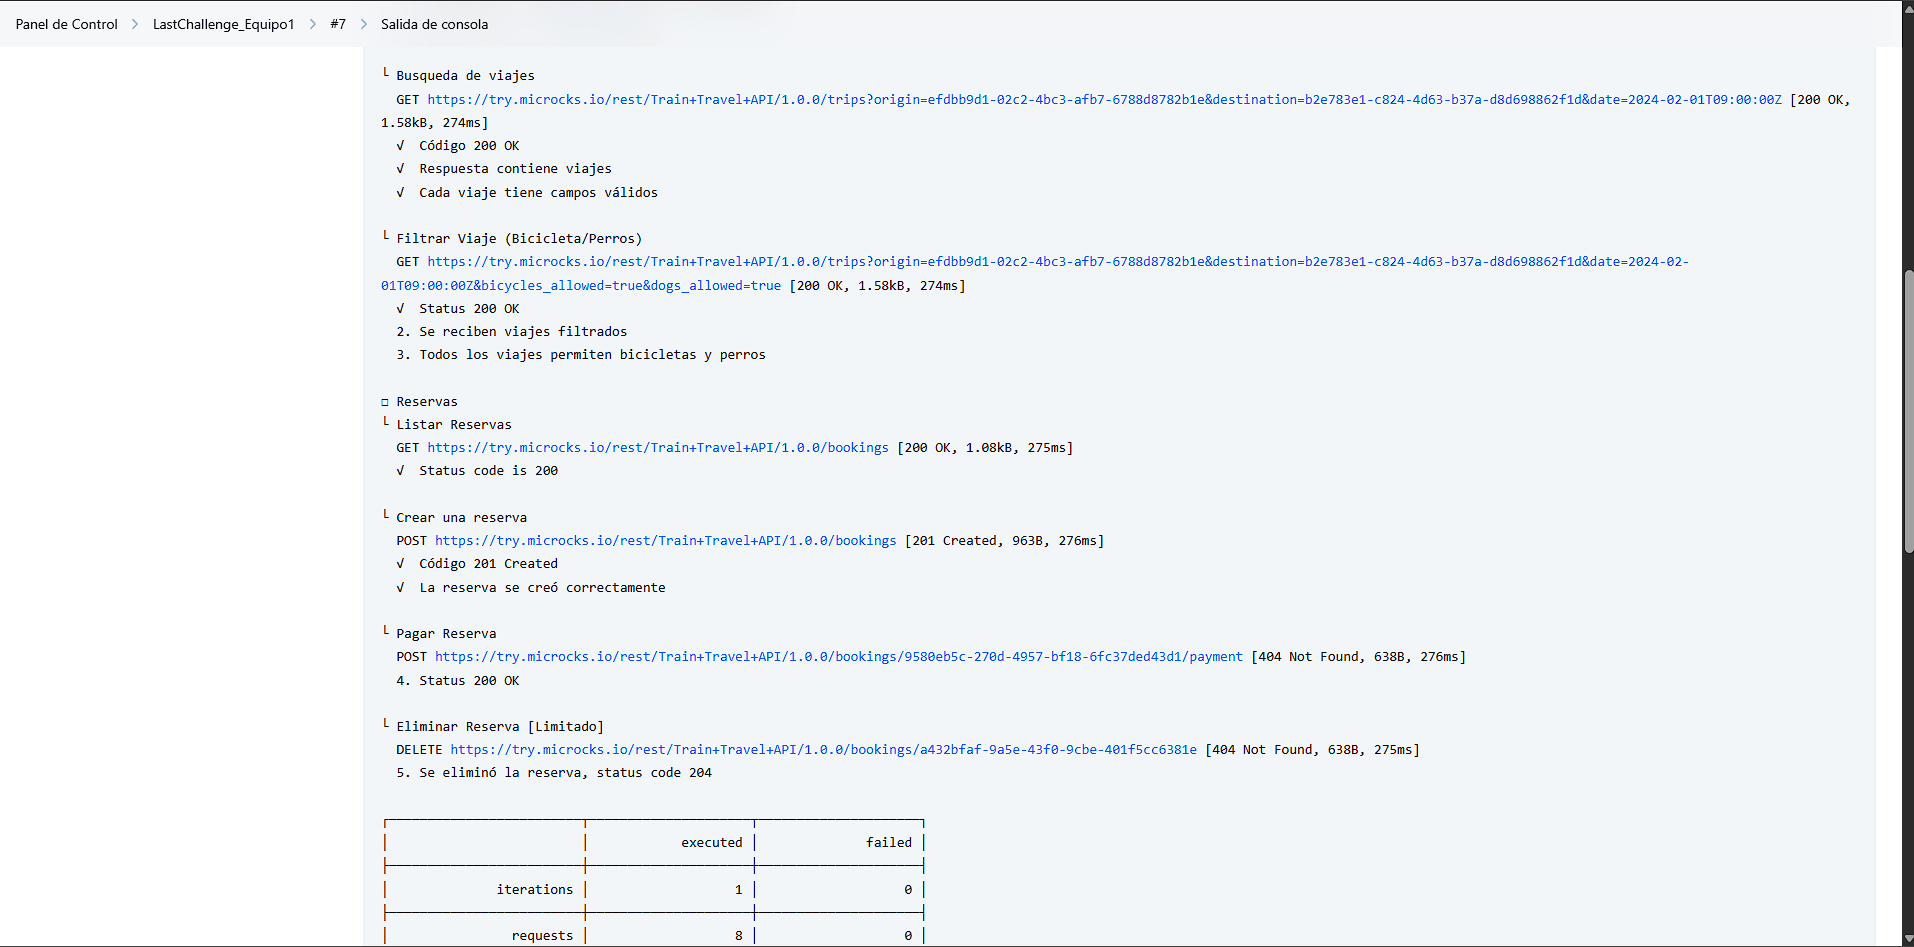 Panel de Control > LastChallenge_Equipo1 > #7 > Salida de consola
└ Busqueda de viajes
GET https://try.microcks.io/rest/Train+Travel+API/1.0.0/trips?origin=efdbb9d1-02c2-4bc3-afb7-6788d8782b1e&destination=b2e783e1-c824-4d63-b37a-d8d698862f1d&date=2024-02-01T09:00:00Z [200 OK,
1.58kB, 274ms]
√ Código 200 OK
√ Respuesta contiene viajes
√ Cada viaje tiene campos válidos
└ Filtrar Viaje (Bicicleta/Perros)
GET https://try.microcks.io/rest/Train+Travel+API/1.0.0/trips?origin=efdbb9d1-02c2-4bc3-afb7-6788d8782b1e&destination=b2e783e1-c824-4d63-b37a-d8d698862f1d&date=2024-02-
01T09:00:00Z&bicycles_allowed=true&dogs_allowed=true [200 OK, 1.58kB, 274ms]
√ Status 200 OK
2. Se reciben viajes filtrados
3. Todos los viajes permiten bicicletas y perros
□ Reservas
└ Listar Reservas
GET https://try.microcks.io/rest/Train+Travel+API/1.0.0/bookings [200 OK, 1.08kB, 275ms]
√ Status code is 200
└ Crear una reserva
POST https://try.microcks.io/rest/Train+Travel+API/1.0.0/bookings [201 Created, 963B, 276ms]
√ Código 201 Created
√ La reserva se creó correctamente
└ Pagar Reserva
POST https://try.microcks.io/rest/Train+Travel+API/1.0.0/bookings/9580eb5c-270d-4957-bf18-6fc37ded43d1/payment [404 Not Found, 638B, 276ms]
4. Status 200 OK
└ Eliminar Reserva [Limitado]
DELETE https://try.microcks.io/rest/Train+Travel+API/1.0.0/bookings/a432bfaf-9a5e-43f0-9cbe-401f5cc6381e [404 Not Found, 638B, 275ms]
5. Se eliminó la reserva, status code 204
executed failed
iterations 1 0
requests 8 0